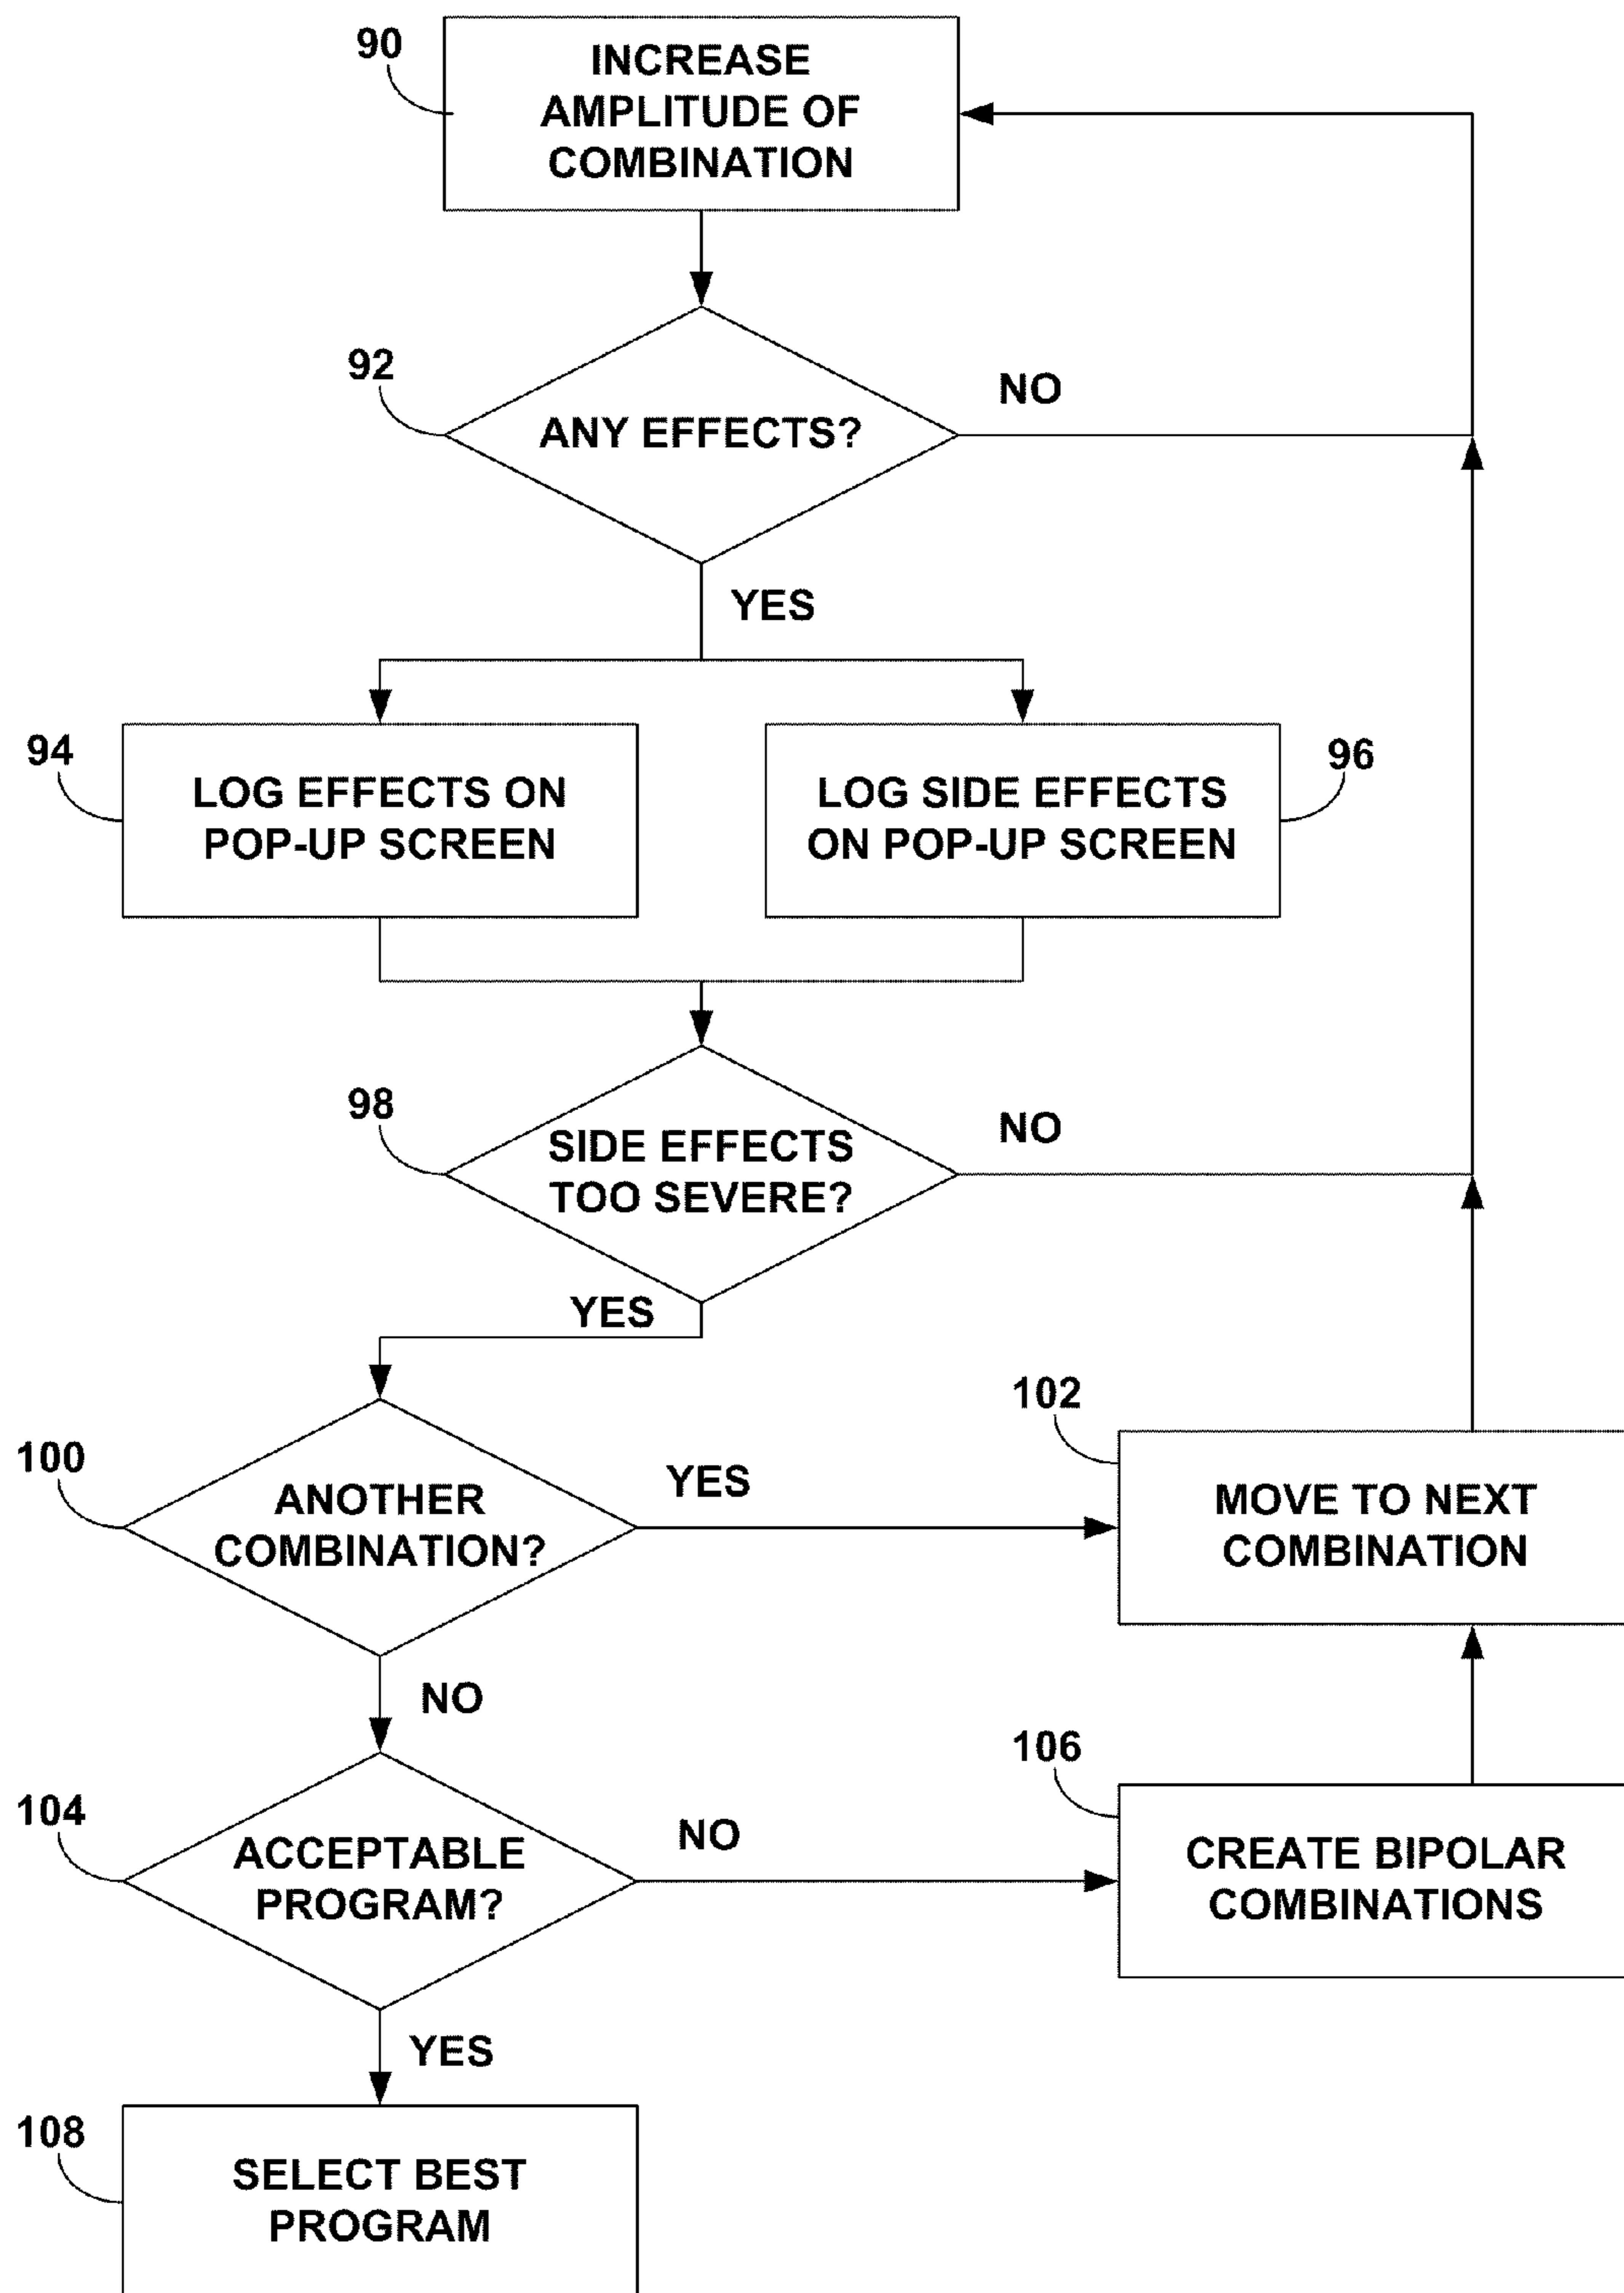 90
INCREASE
AMPLITUDE OF
COMBINATION
92
ANY EFFECTS?
NO
YES
94
LOG EFFECTS ON
POP-UP SCREEN
LOG SIDE EFFECTS
ON POP-UP SCREEN
96
98
SIDE EFFECTS
TOO SEVERE?
NO
YES
100
ANOTHER
COMBINATION?
YES
102
MOVE TO NEXT
COMBINATION
NO
104
ACCEPTABLE
PROGRAM?
NO
106
CREATE BIPOLAR
COMBINATIONS
YES
108
SELECT BEST
PROGRAM